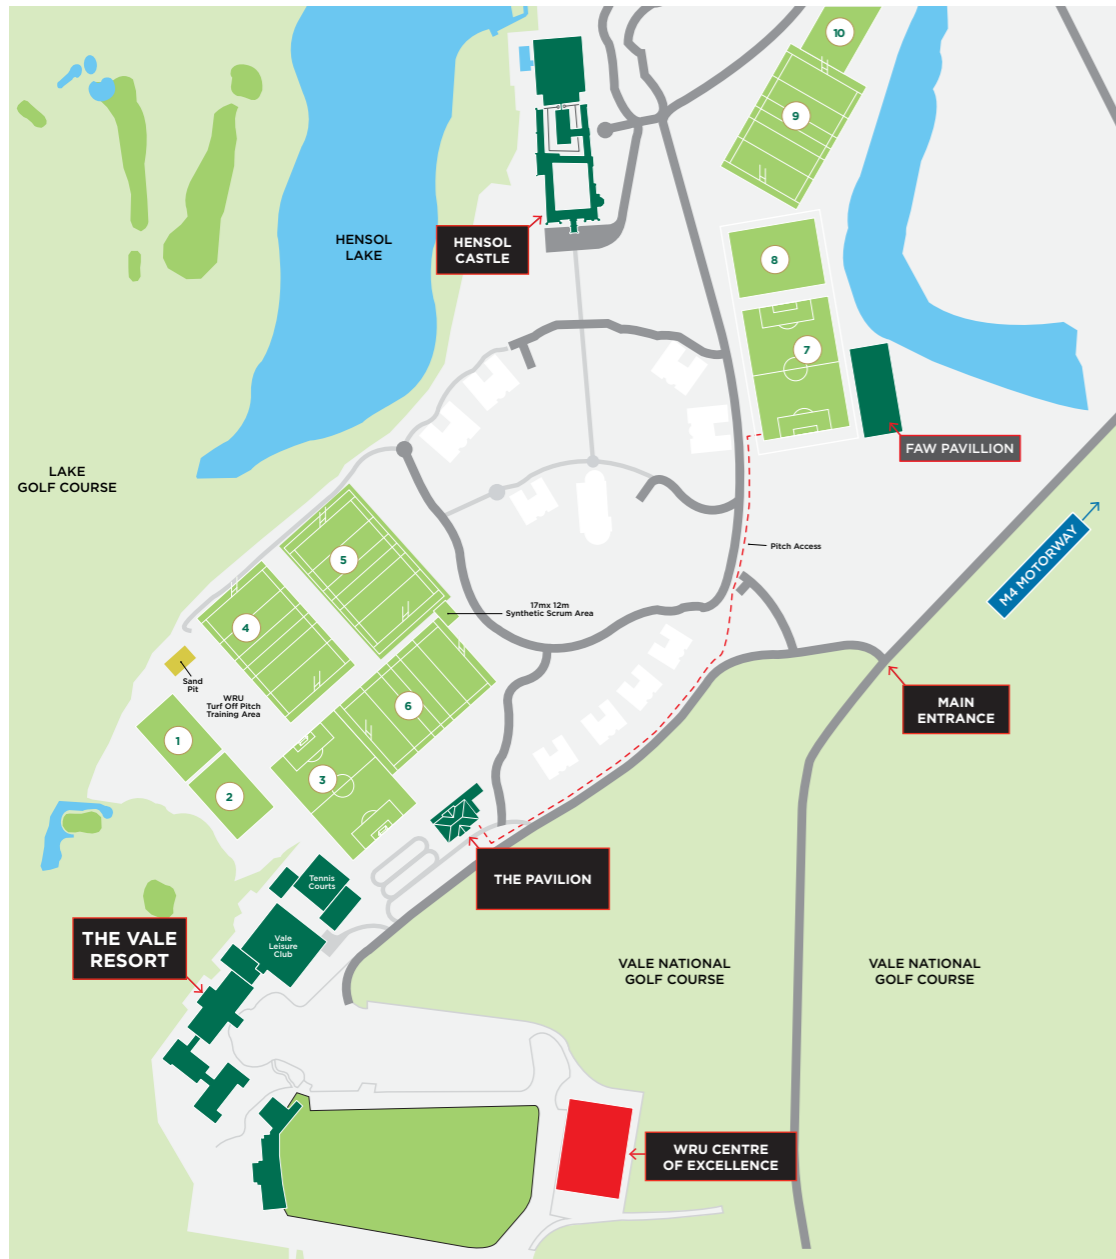 10
9
HENSOL
LAKE
HENSOL
CASTLE
8
7
FAW PAVILLION
LAKE
GOLF COURSE
M4 MOTORWAY
Pitch Access
5
17mx 12m
Synthetic Scrum Area
4
Sand
Pit
WRU
Turf Off Pitch
Training Area
6
MAIN
ENTRANCE
1
3
2
THE PAVILION
Tennis
Courts
THE VALE
RESORT
Vale
Leisure
Club
VALE NATIONAL
GOLF COURSE
VALE NATIONAL
GOLF COURSE
WRU CENTRE
OF EXCELLENCE